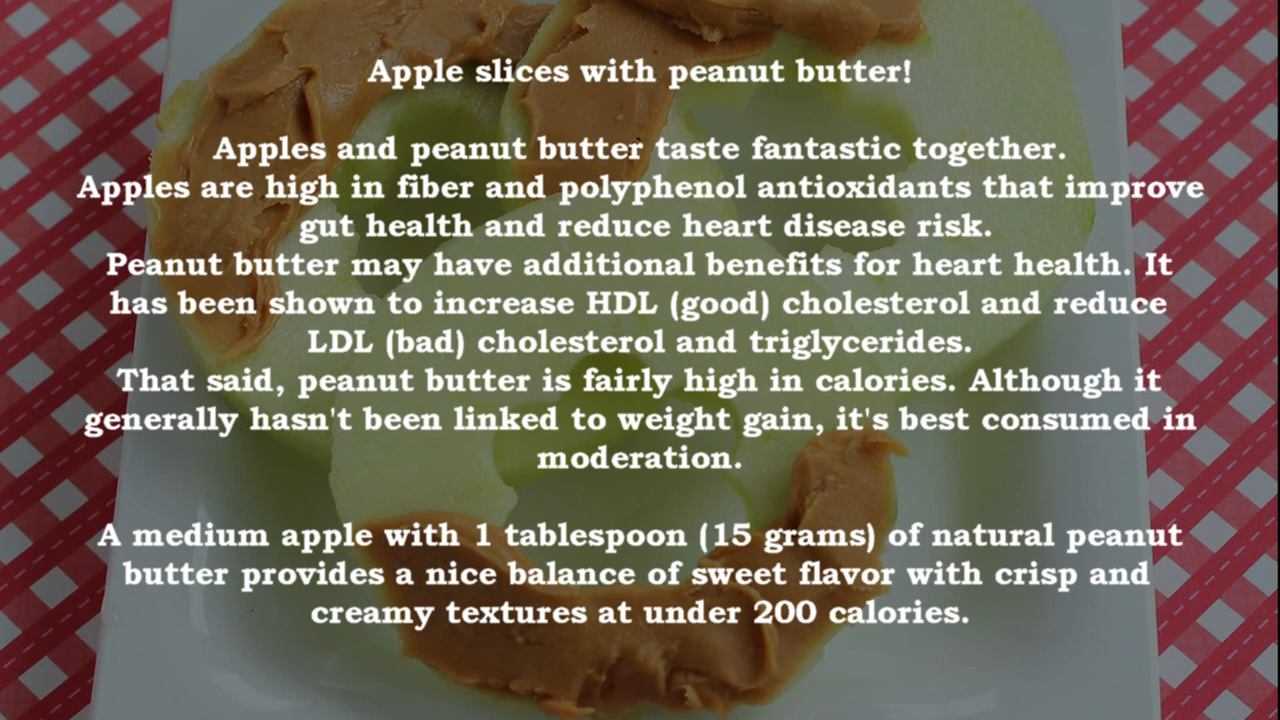 Apple slices with peanut butter!
Apples and peanut butter taste fantastic together.
Apples are high in fiber and polyphenol antioxidants that improve
gut health and reduce heart disease risk.
Peanut butter may have additional benefits for heart health. It
has been shown to increase HDL (good) cholesterol and reduce
LDL (bad) cholesterol and triglycerides.
That said, peanut butter is fairly high in calories. Although it
generally hasn't been linked to weight gain, it's best consumed in
moderation.
A medium apple with 1 tablespoon (15 grams) of natural peanut
butter provides a nice balance of sweet flavor with crisp and
creamy textures at under 200 calories.